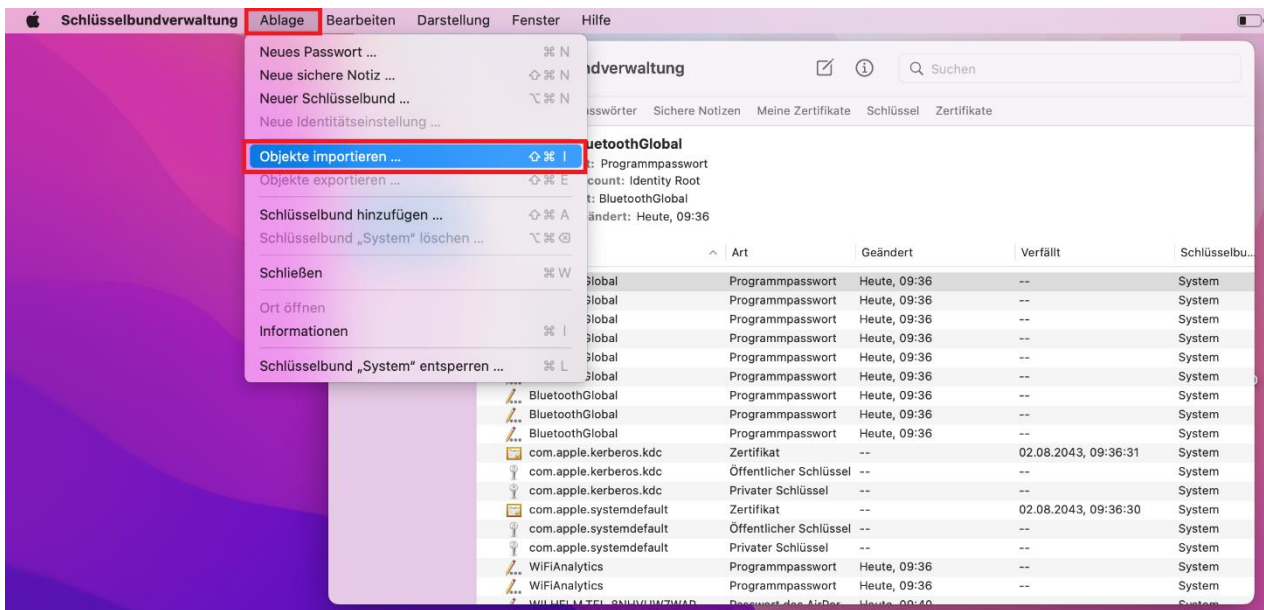 Schlüsselbundverwaltung Ablage Bearbeiten Darstellung Fenster Hilfe
Neues Passwort ... ⌘ N
Neue sichere Notiz ... ⇧ ⌘ N
Neuer Schlüsselbund ... ⌥ ⌘ N
Neue Identitätseinstellung ...
Objekte importieren ... ⇧ ⌘ I
Objekte exportieren ... ⇧ ⌘ E
Schlüsselbund hinzufügen ... ⇧ ⌘ A
Schlüsselbund „System“ löschen ... ⌥ ⌘ ⌫
Schließen ⌘ W
Ort öffnen
Informationen ⌘ I
Schlüsselbund „System“ entsperren ... ⌘ L
ndverwaltung Suchen
sswörter Sichere Notizen Meine Zertifikate Schlüssel Zertifikate
uetoothGlobal
t: Programmpasswort
count: Identity Root
t: BluetoothGlobal
ändert: Heute, 09:36
Art Geändert Verfällt Schlüsselbu...
Global Programmpasswort Heute, 09:36 -- System
Global Programmpasswort Heute, 09:36 -- System
Global Programmpasswort Heute, 09:36 -- System
Global Programmpasswort Heute, 09:36 -- System
Global Programmpasswort Heute, 09:36 -- System
Global Programmpasswort Heute, 09:36 -- System
BluetoothGlobal Programmpasswort Heute, 09:36 -- System
BluetoothGlobal Programmpasswort Heute, 09:36 -- System
BluetoothGlobal Programmpasswort Heute, 09:36 -- System
com.apple.kerberos.kdc Zertifikat -- 02.08.2043, 09:36:31 System
com.apple.kerberos.kdc Öffentlicher Schlüssel -- -- System
com.apple.kerberos.kdc Privater Schlüssel -- -- System
com.apple.systemdefault Zertifikat -- 02.08.2043, 09:36:30 System
com.apple.systemdefault Öffentlicher Schlüssel -- -- System
com.apple.systemdefault Privater Schlüssel -- -- System
WiFiAnalytics Programmpasswort Heute, 09:36 -- System
WiFiAnalytics Programmpasswort Heute, 09:36 -- System
Heute, 09:40 -- System